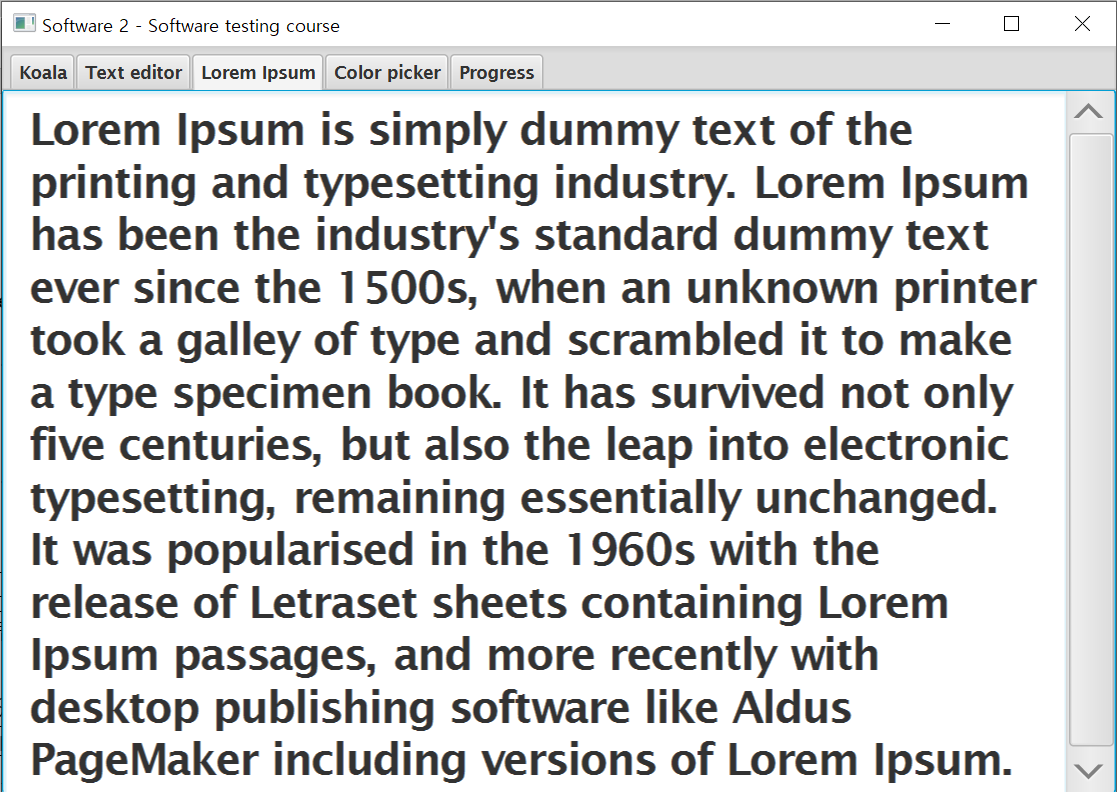 Software 2 - Software testing course
Koala Text editor Lorem Ipsum Color picker Progress
Lorem Ipsum is simply dummy text of the
printing and typesetting industry. Lorem Ipsum
has been the industry's standard dummy text
ever since the 1500s, when an unknown printer
took a galley of type and scrambled it to make
a type specimen book. It has survived not only
five centuries, but also the leap into electronic
typesetting, remaining essentially unchanged.
It was popularised in the 1960s with the
release of Letraset sheets containing Lorem
Ipsum passages, and more recently with
desktop publishing software like Aldus
PageMaker including versions of Lorem Ipsum.